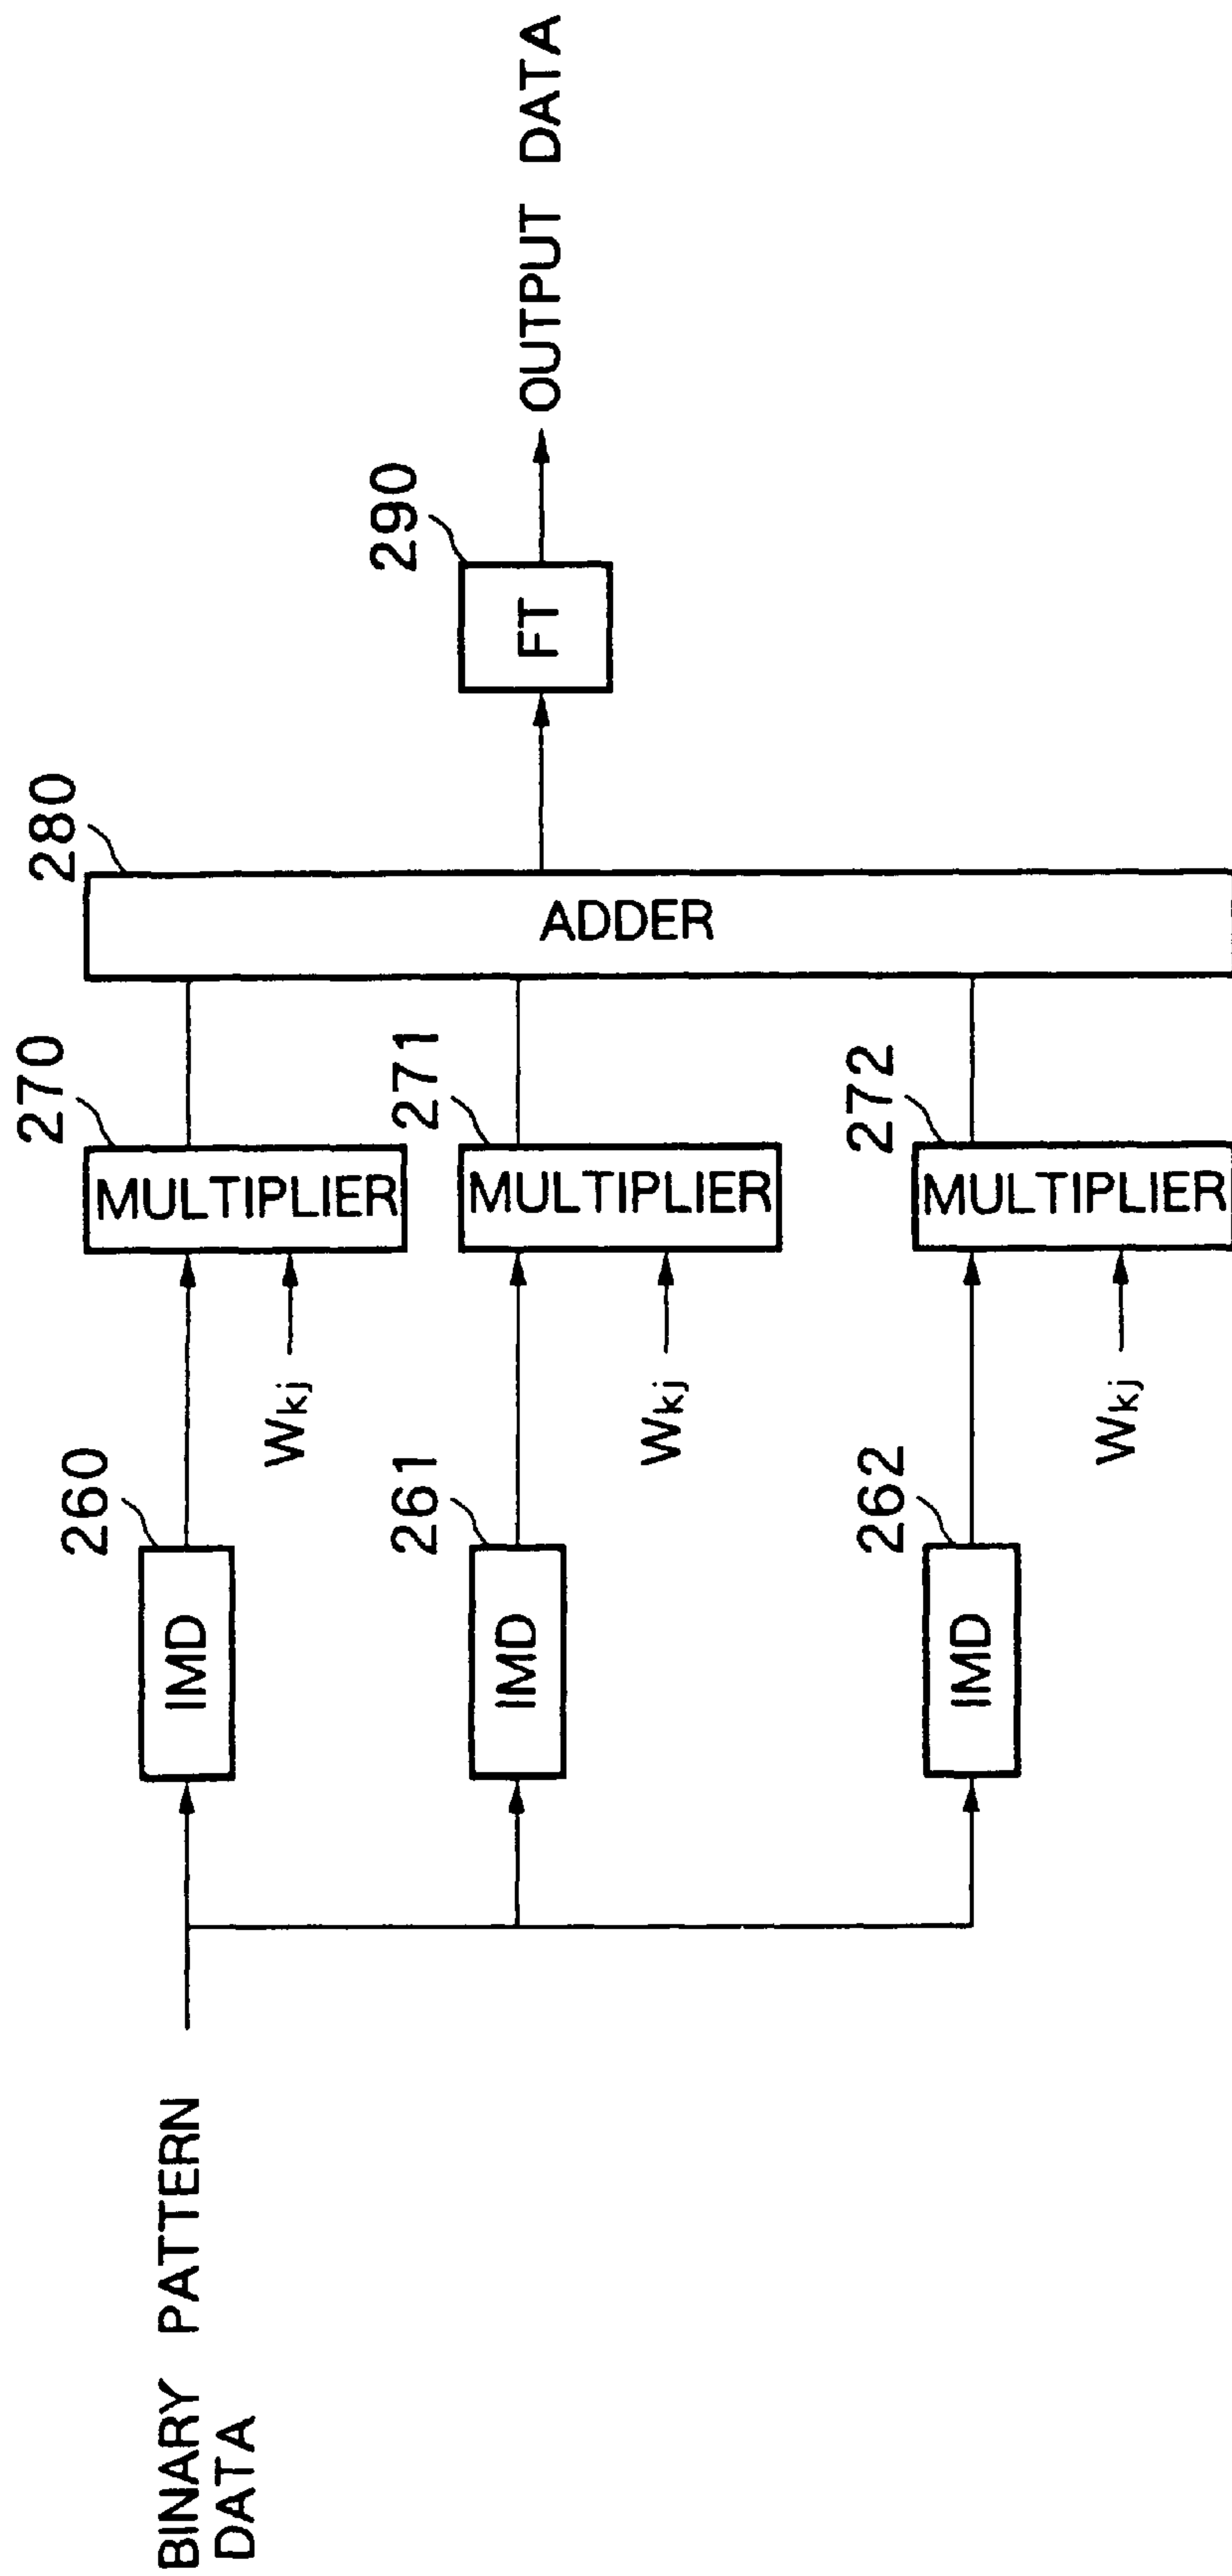 BINARY PATTERN
DATA
260
IMD
270
MULTIPLIER
Wkj
261
IMD
271
MULTIPLIER
Wkj
262
IMD
272
MULTIPLIER
Wkj
280
ADDER
290
FT
OUTPUT DATA